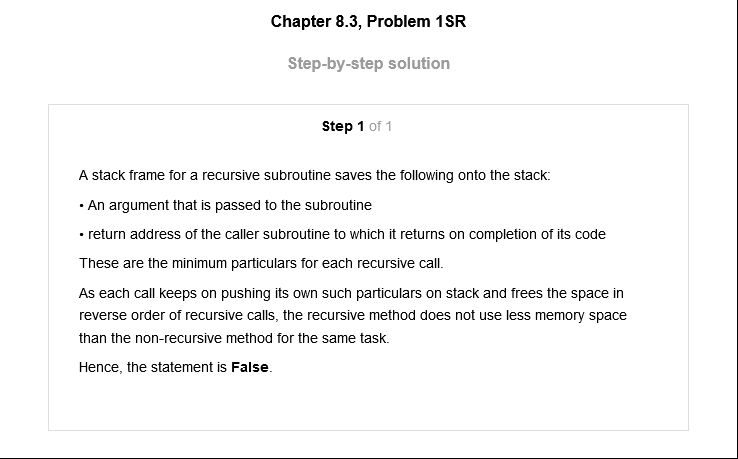 Chapter 8.3, Problem 1SR
Step-by-step solution
Step 1 of 1
A stack frame for a recursive subroutine saves the following onto the stack:
• An argument that is passed to the subroutine
• return address of the caller subroutine to which it returns on completion of its code
These are the minimum particulars for each recursive call.
As each call keeps on pushing its own such particulars on stack and frees the space in
reverse order of recursive calls, the recursive method does not use less memory space
than the non-recursive method for the same task.
Hence, the statement is False.